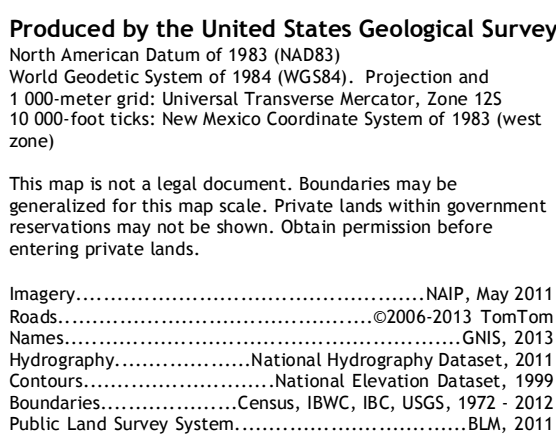 Produced by the United States Geological Survey
North American Datum of 1983 (NAD83)
World Geodetic System of 1984 (WGS84).  Projection and
1 000-meter grid: Universal Transverse Mercator, Zone 12S
10 000-foot ticks: New Mexico Coordinate System of 1983 (west
zone)
This map is not a legal document. Boundaries may be
generalized for this map scale. Private lands within government
reservations may not be shown. Obtain permission before
entering private lands.
Imagery.....................................................NAIP, May 2011
Roads................................................©2006-2013 TomTom
Names............................................................GNIS, 2013
Hydrography....................National Hydrography Dataset, 2011
Contours............................National Elevation Dataset, 1999
Boundaries....................Census, IBWC, IBC, USGS, 1972 - 2012
Public Land Survey System..................................BLM, 2011